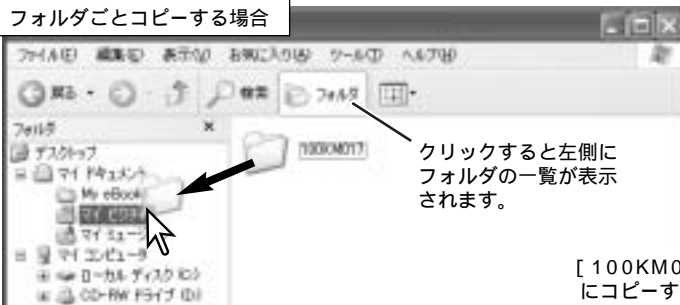 フォルダごとコピーする場合
ファイル(F) 編集(E) 表示(V) お気に入り(A) ツール(T) ヘルプ(H)
戻る 検索 フォルダ
フォルダ ×
デスクトップ
マイ ドキュメント
My eBook
マイ ピクチ
マイ ミュー
マイ コンピュータ
ローカル ディスク (C:)
CD-RW ドライブ (D:)
100KM017
クリックすると左側に
フォルダの一覧が表示
されます。
[100KM0
にコピーす